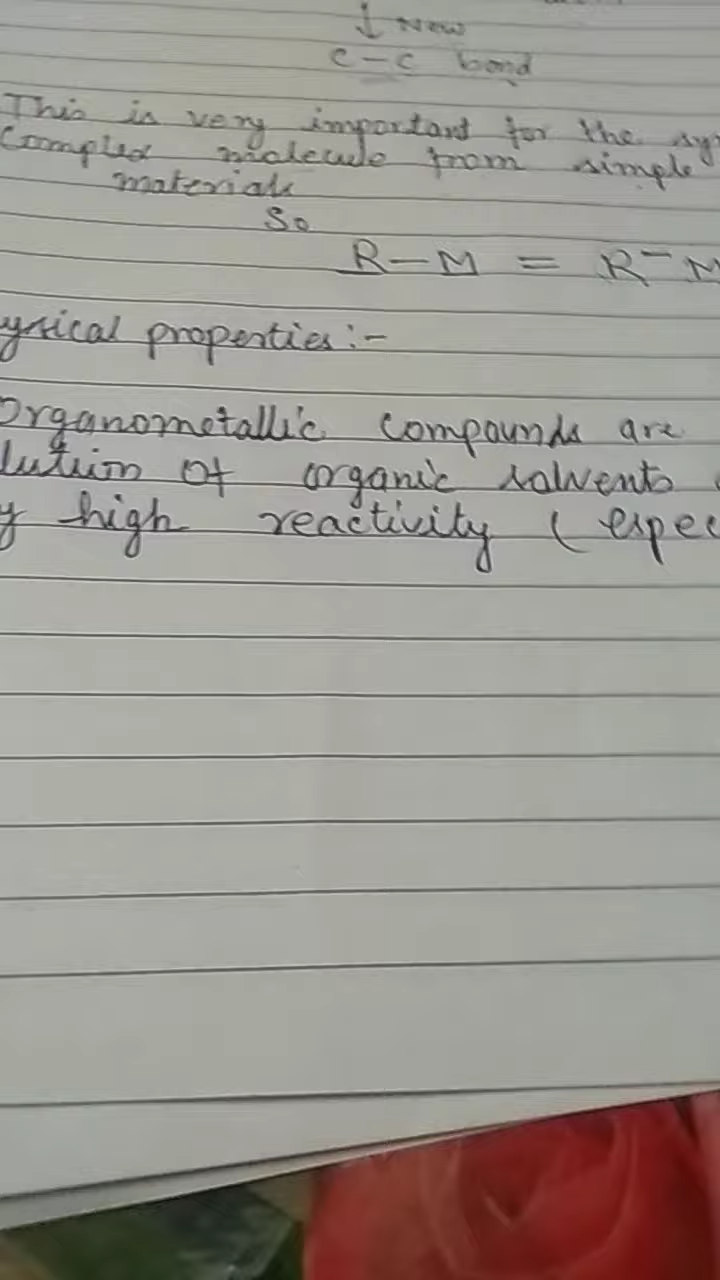 ↓ New
C-C bond
This is very important for the sy
Complex molecule from simple
materials
So
R-M = R⁻M
ysical properties:-
Organometallic compounds are
lution of organic solvents
y high reactivity (espec